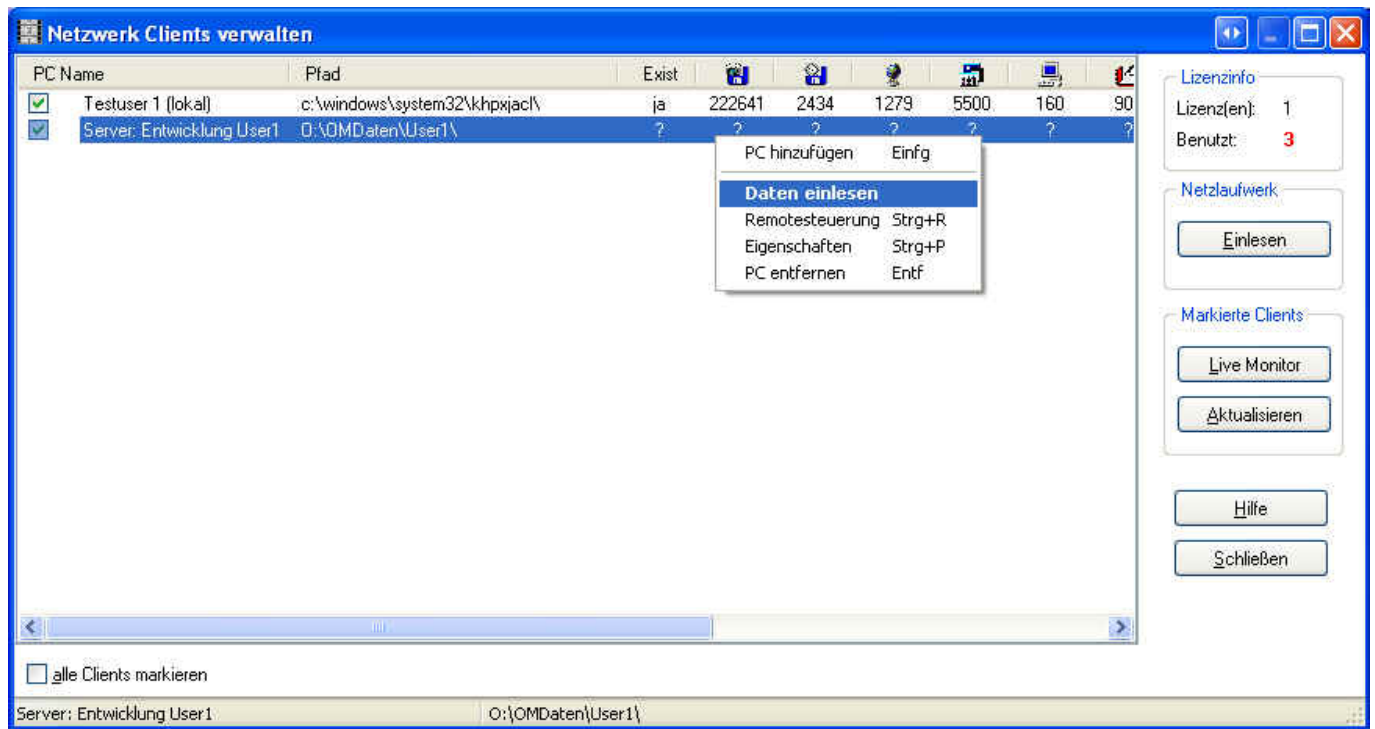 Netzwerk Clients verwalten
PC Name Pfad Exist
Testuser 1 (lokal) c:\windows\system32\khpxjacl\ ja 222641 2434 1279 5500 160 90
Server: Entwicklung User1 O:\OMDaten\User1\ ? ? ? ? ? ? ?
PC hinzufügen Einfg
Daten einlesen
Remotesteuerung Strg+R
Eigenschaften Strg+P
PC entfernen Entf
Lizenzinfo
Lizenz(en): 1
Benutzt: 3
Netzlaufwerk
Einlesen
Markierte Clients
Live Monitor
Aktualisieren
Hilfe
Schließen
alle Clients markieren
Server: Entwicklung User1 O:\OMDaten\User1\